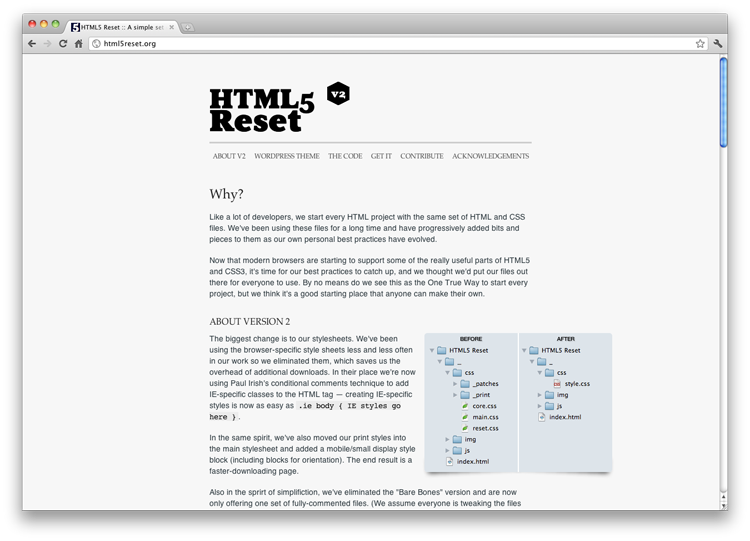 HTML5 Reset :: A simple set
html5reset.org
HTML5 v2
Reset
ABOUT V2 WORDPRESS THEME THE CODE GET IT CONTRIBUTE ACKNOWLEDGEMENTS
Why?
Like a lot of developers, we start every HTML project with the same set of HTML and CSS
files. We've been using these files for a long time and have progressively added bits and
pieces to them as our own personal best practices have evolved.
Now that modern browsers are starting to support some of the really useful parts of HTML5
and CSS3, it's time for our best practices to catch up, and we thought we'd put our files out
there for everyone to use. By no means do we see this as the One True Way to start every
project, but we think it's a good starting place that anyone can make their own.
ABOUT VERSION 2
The biggest change is to our stylesheets. We've been
using the browser-specific style sheets less and less often
in our work so we eliminated them, which saves us the
overhead of additional downloads. In their place we're now
using Paul Irish's conditional comments technique to add
IE-specific classes to the HTML tag — creating IE-specific
styles is now as easy as .ie body { IE styles go
here } .
In the same spirit, we've also moved our print styles into
the main stylesheet and added a mobile/small display style
block (including blocks for orientation). The end result is a
faster-downloading page.
BEFORE
HTML5 Reset
_
css
_patches
_print
core.css
main.css
reset.css
img
js
index.html
AFTER
HTML5 Reset
_
css
style.css
img
js
index.html
Also in the sprirt of simplifiction, we've eliminated the "Bare Bones" version and are now
only offering one set of fully-commented files. (We assume everyone is tweaking the files